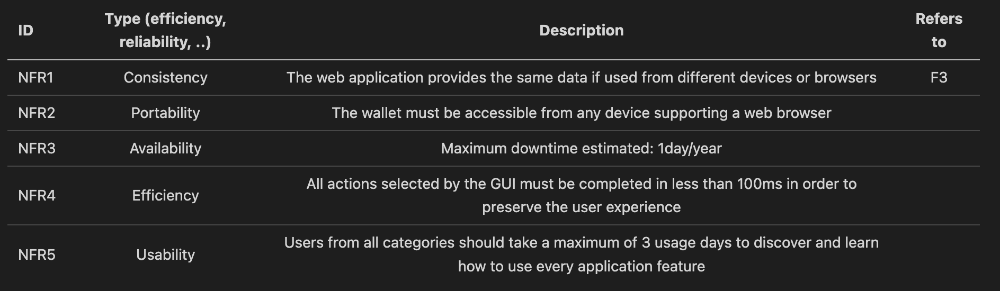 ID Type (efficiency, reliability, ..) Description Refers to
NFR1 Consistency The web application provides the same data if used from different devices or browsers F3
NFR2 Portability The wallet must be accessible from any device supporting a web browser
NFR3 Availability Maximum downtime estimated: 1day/year
NFR4 Efficiency All actions selected by the GUI must be completed in less than 100ms in order to
preserve the user experience
NFR5 Usability Users from all categories should take a maximum of 3 usage days to discover and learn
how to use every application feature